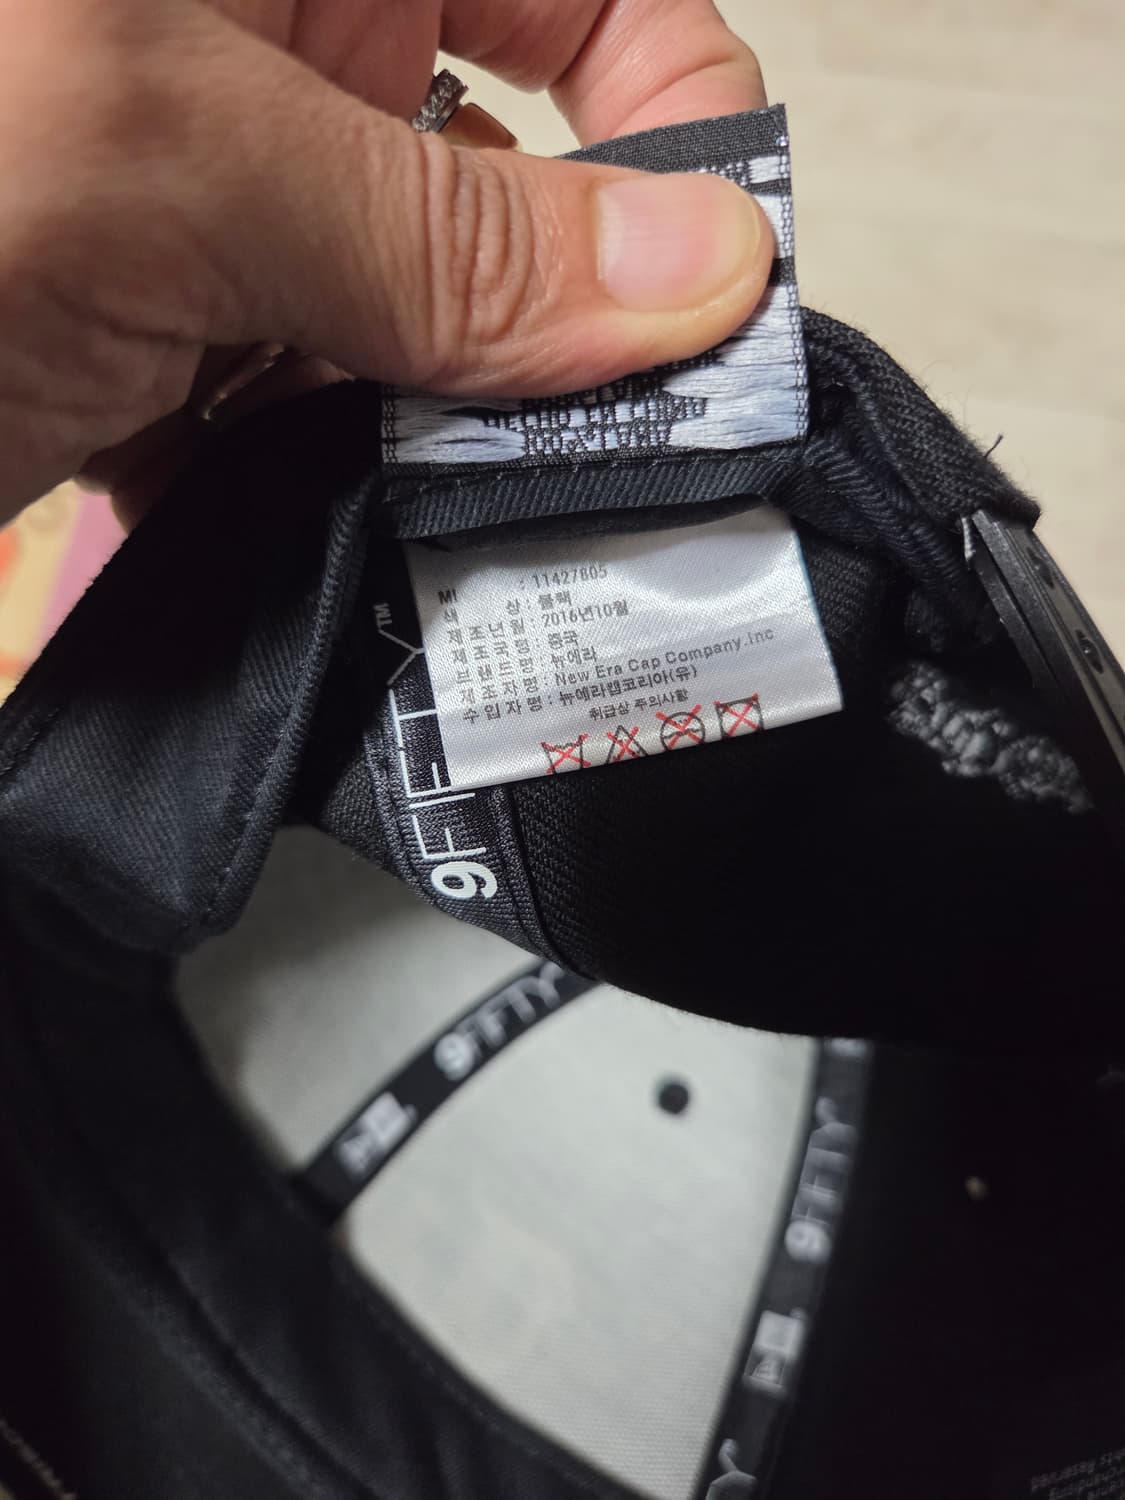 MI : 11427805
색 상 : 블랙
제 조 년 월 : 2016년10월
제 조 국 명 : 중국
브 랜 드 명 : 뉴에라
제 조 자 명 : New Era Cap Company.Inc
수 입 자 명 : 뉴에라캡코리아(유)
취급상 주의사항
9FIFTY™
9FIFTY
9FIFTY